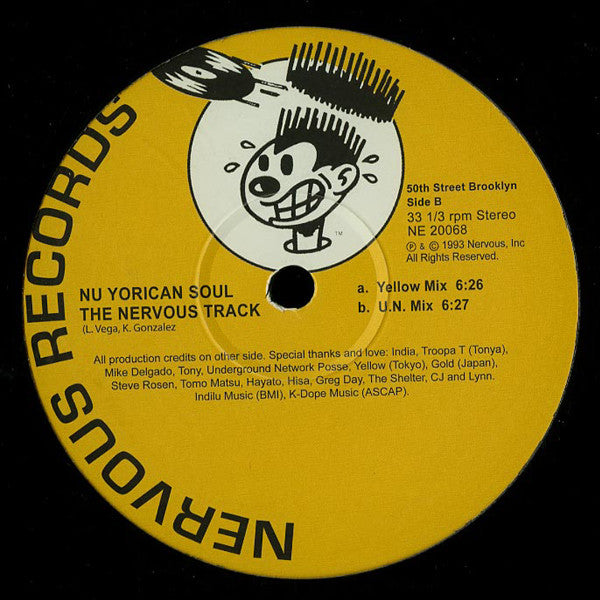 NERVOUS RECORDS
TM
50th Street Brooklyn
Side B
33 1/3 rpm Stereo
NE 20068
℗ & © 1993 Nervous, Inc
All Rights Reserved.
NU YORICAN SOUL
THE NERVOUS TRACK
(L. Vega, K. Gonzalez
a. Yellow Mix 6:26
b. U.N. Mix 6:27
All production credits on other side. Special thanks and love: India, Troopa T (Tonya),
Mike Delgado, Tony, Underground Network Posse, Yellow (Tokyo), Gold (Japan),
Steve Rosen, Tomo Matsu, Hayato, Hisa, Greg Day, The Shelter, CJ and Lynn.
Indilu Music (BMI), K-Dope Music (ASCAP).